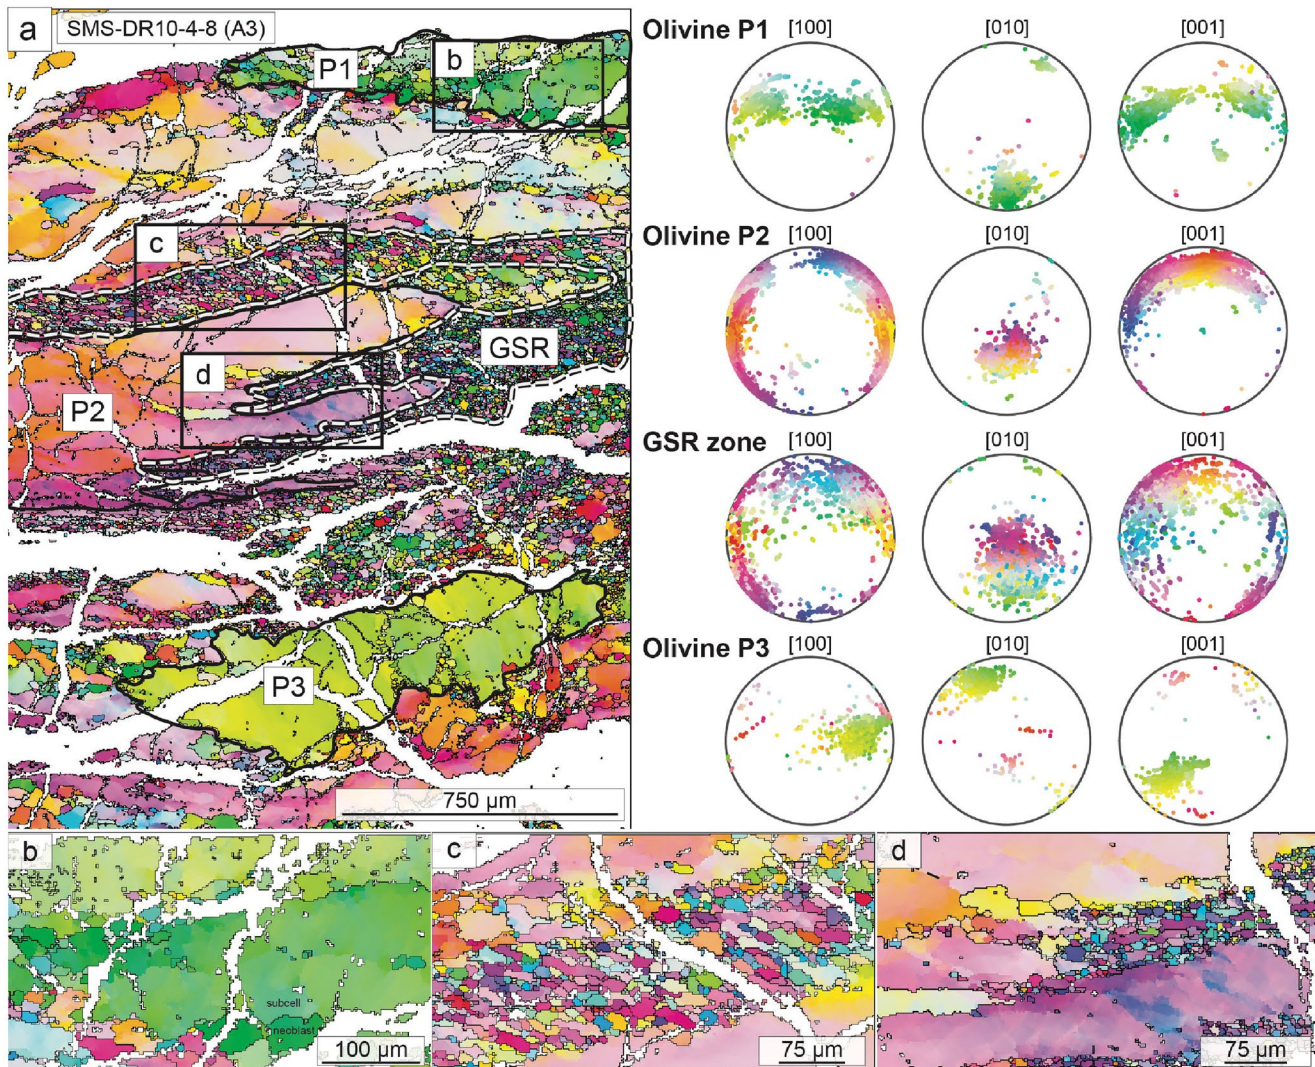 a
SMS-DR10-4-8 (A3)
P1
b
c
GSR
d
P2
P3
750 µm
Olivine P1
[100]
[010]
[001]
Olivine P2
[100]
[010]
[001]
GSR zone
[100]
[010]
[001]
Olivine P3
[100]
[010]
[001]
b
subcell
neoblast
100 µm
c
75 µm
d
75 µm